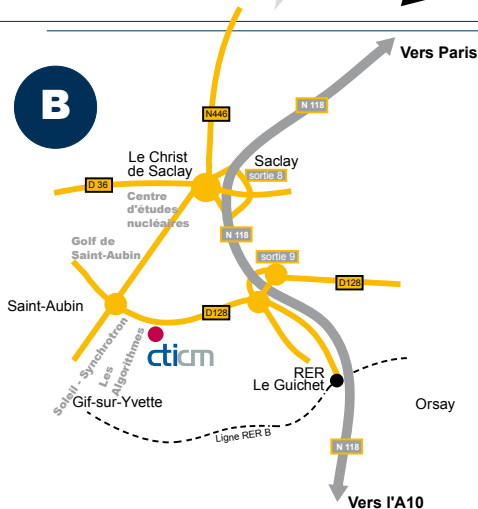 Vers Paris
B
N 118
N446
Le Christ
de Saclay
Saclay
sortie 8
D 36
Centre
d'études
nucléaires
N 118
Golf de
Saint-Aubin
sortie 9
D128
Saint-Aubin
D128
cticm
Soleil - Synchrotron
Les
Algorithmes
RER
Le Guichet
Gif-sur-Yvette
Orsay
Ligne RER B
N 118
Vers l'A10